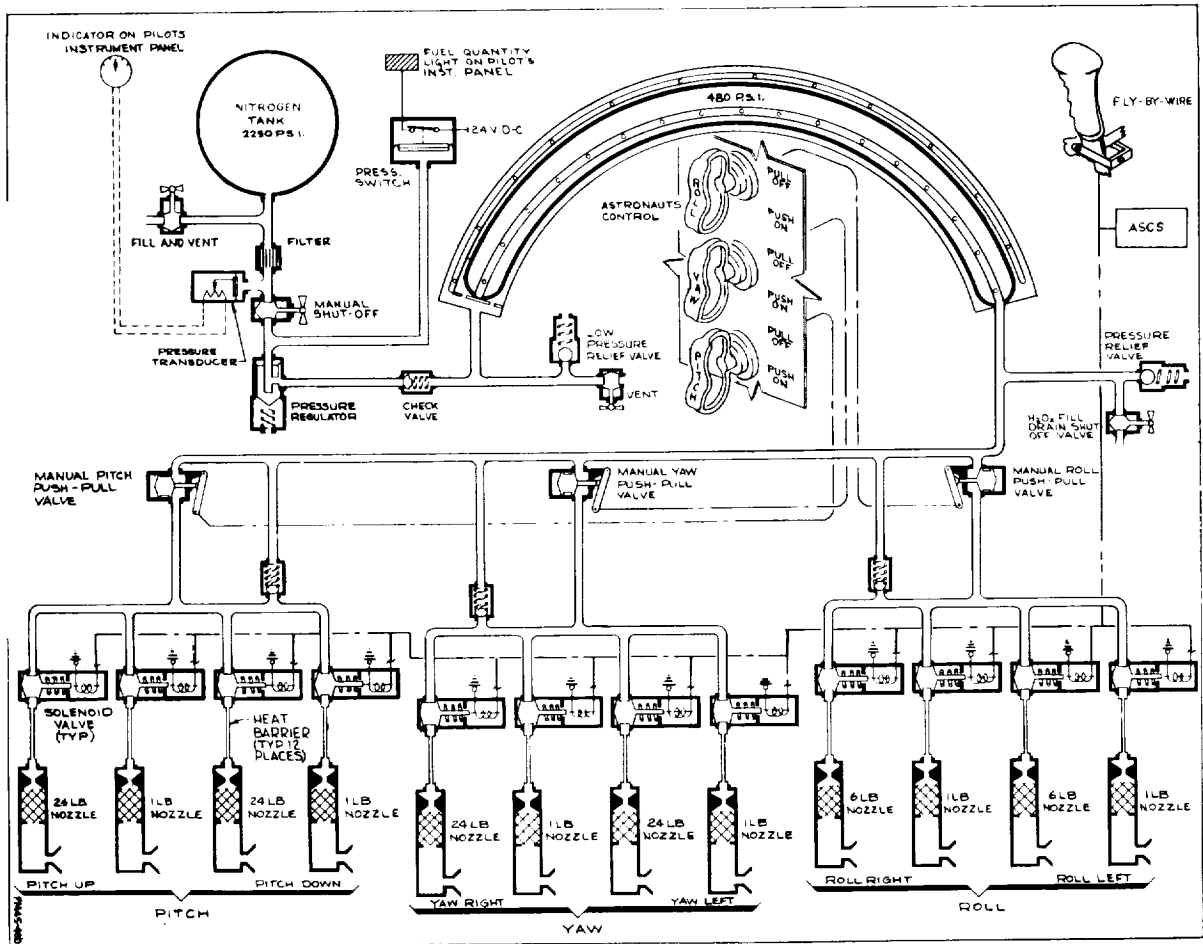 INDICATOR ON PILOTS
INSTRUMENT PANEL
NITROGEN
TANK
2250 P.S.I.
FUEL QUANTITY
LIGHT ON PILOT'S
INST. PANEL
24 V. D-C
PRESS.
SWITCH
480 P.S.I.
FLY-BY-WIRE
ASCS
FILL AND VENT
FILTER
ASTRONAUTS
CONTROL
ROLL
PULL
OFF
PUSH
ON
YAW
PULL
OFF
PUSH
ON
PITCH
PULL
OFF
PUSH
ON
MANUAL
SHUT-OFF
PRESSURE
TRANSDUCER
PRESSURE
REGULATOR
CHECK
VALVE
LOW
PRESSURE
RELIEF VALVE
VENT
PRESSURE
RELIEF
VALVE
H2O2 FILL
DRAIN SHUT
OFF VALVE
MANUAL PITCH
PUSH-PULL
VALVE
MANUAL YAW
PUSH-PULL
VALVE
MANUAL ROLL
PUSH-PULL
VALVE
SOLENOID
VALVE
(TYP)
HEAT
BARRIER
(TYP 12
PLACES)
24 LB
NOZZLE
1 LB
NOZZLE
24 LB
NOZZLE
1 LB
NOZZLE
24 LB
NOZZLE
1 LB
NOZZLE
24 LB
NOZZLE
1 LB
NOZZLE
6 LB
NOZZLE
1 LB
NOZZLE
6 LB
NOZZLE
1 LB
NOZZLE
PITCH UP
PITCH DOWN
PITCH
YAW RIGHT
YAW LEFT
YAW
ROLL RIGHT
ROLL LEFT
ROLL